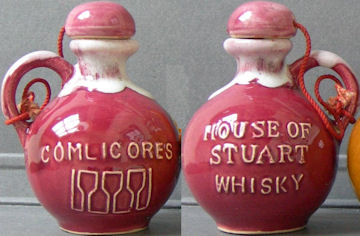 COMLICORES
HOUSE OF
STUART
WHISKY